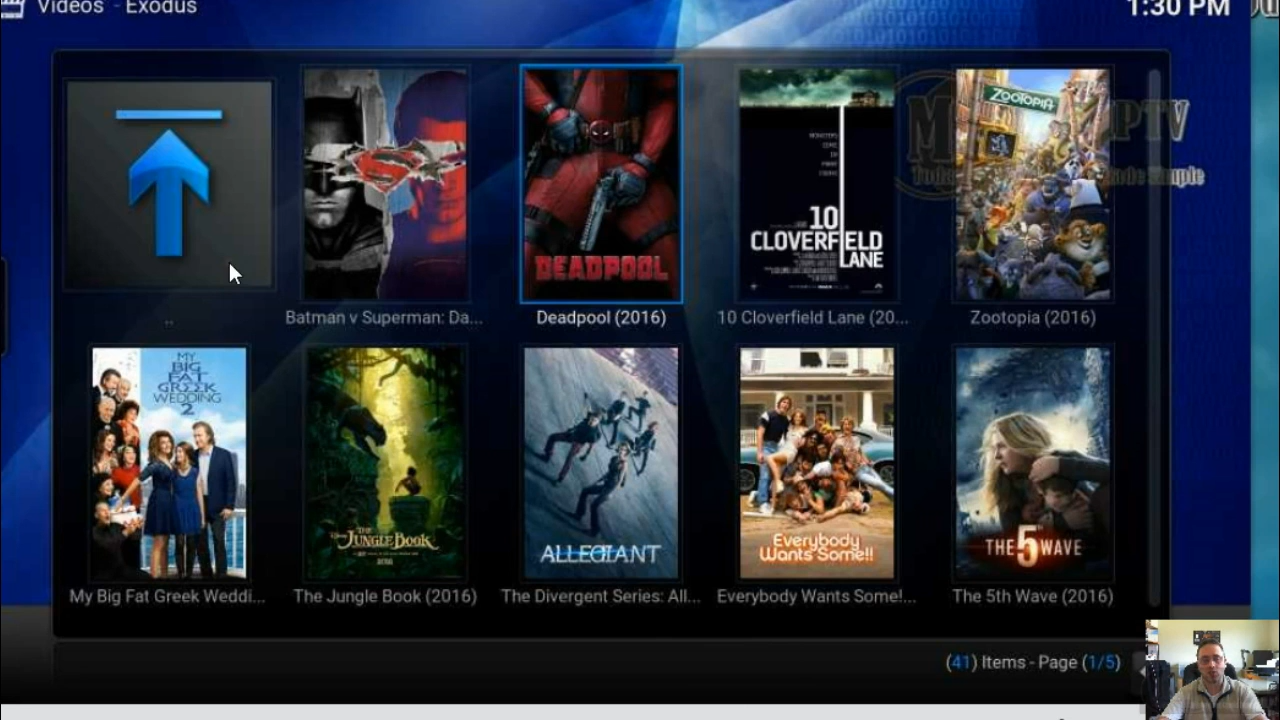 Videos - Exodus
1:30 PM
ZOOTOPIA
IPTV
10
CLOVERFIELD
LANE
DEADPOOL
..
Batman v Superman: Da...
Deadpool (2016)
10 Cloverfield Lane (20...
Zootopia (2016)
MY
BIG
FAT
GREEK
WEDDING
2
THE
JUNGLE BOOK
ALLEGIANT
Everybody
Wants Some!!
THE 5TH WAVE
My Big Fat Greek Weddi...
The Jungle Book (2016)
The Divergent Series: All...
Everybody Wants Some!...
The 5th Wave (2016)
(41) Items - Page (1/5)